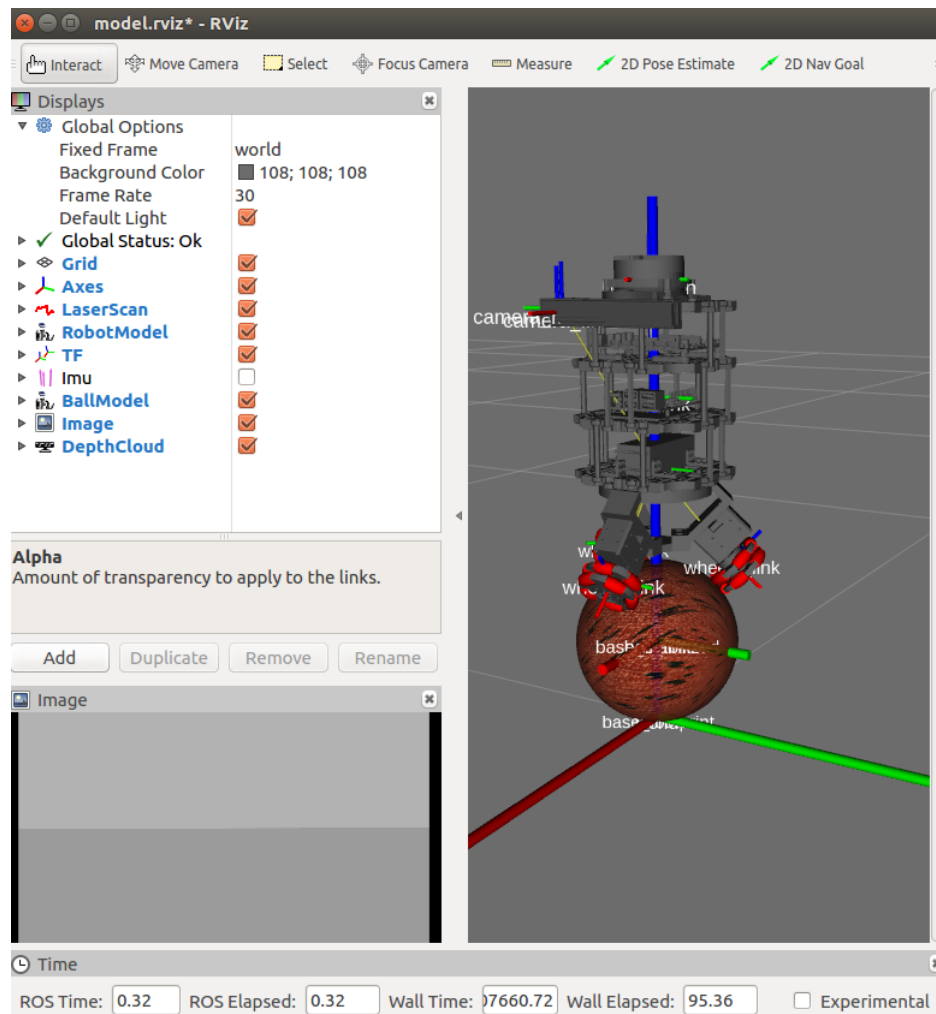 model.rviz* - RViz
Interact Move Camera Select Focus Camera Measure 2D Pose Estimate 2D Nav Goal
Displays
Global Options
Fixed Frame world
Background Color 108; 108; 108
Frame Rate 30
Default Light
Global Status: Ok
Grid
Axes
LaserScan
RobotModel
TF
Imu
BallModel
Image
DepthCloud
Alpha
Amount of transparency to apply to the links.
Add Duplicate Remove Rename
Image
camera
Time
ROS Time: 0.32 ROS Elapsed: 0.32 Wall Time: 07660.72 Wall Elapsed: 95.36 Experimental